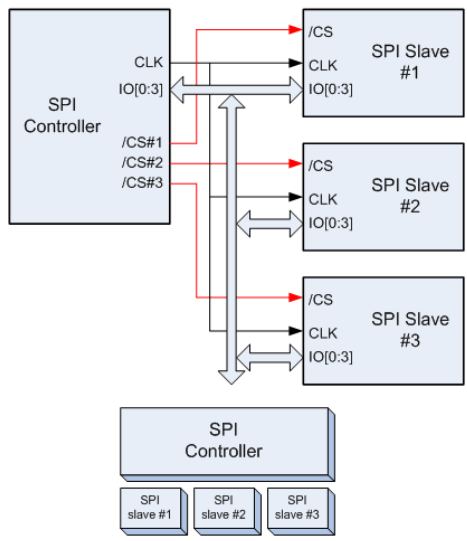 SPI
Controller
CLK
IO[0:3]
/CS#1
/CS#2
/CS#3
/CS
CLK
IO[0:3]
SPI Slave
#1
/CS
CLK
IO[0:3]
SPI Slave
#2
/CS
CLK
IO[0:3]
SPI Slave
#3
SPI
Controller
SPI
slave #1
SPI
slave #2
SPI
slave #3